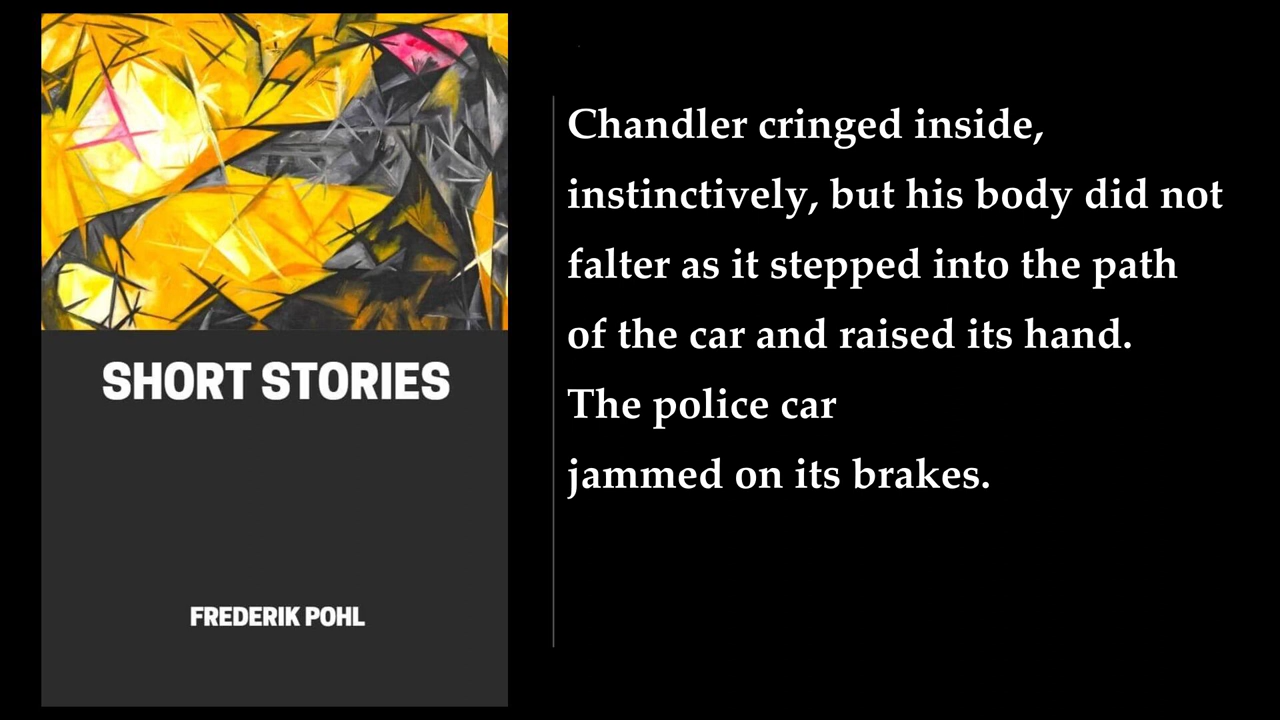 SHORT STORIES
FREDERIK POHL
Chandler cringed inside,
instinctively, but his body did not
falter as it stepped into the path
of the car and raised its hand.
The police car
jammed on its brakes.